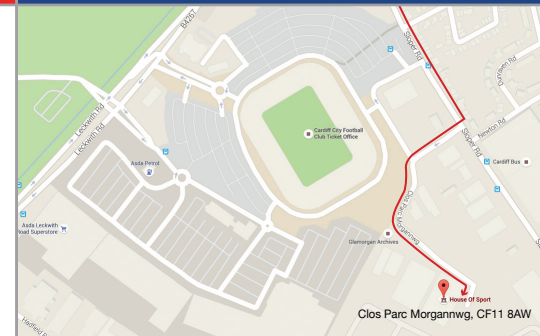 B4267
Sloper Rd
Dunraven Rd
Leckwith Rd
Leckwith Rd
Cardiff City Football
Club Ticket Office
Newton Rd
Sloper Rd
Asda Petrol
Cardiff Bus
Clos Parc Morgannwg
Asda Leckwith
Road Superstore
Glamorgan Archives
House Of Sport
Clos Parc Morgannwg, CF11 8AW
Hadfield